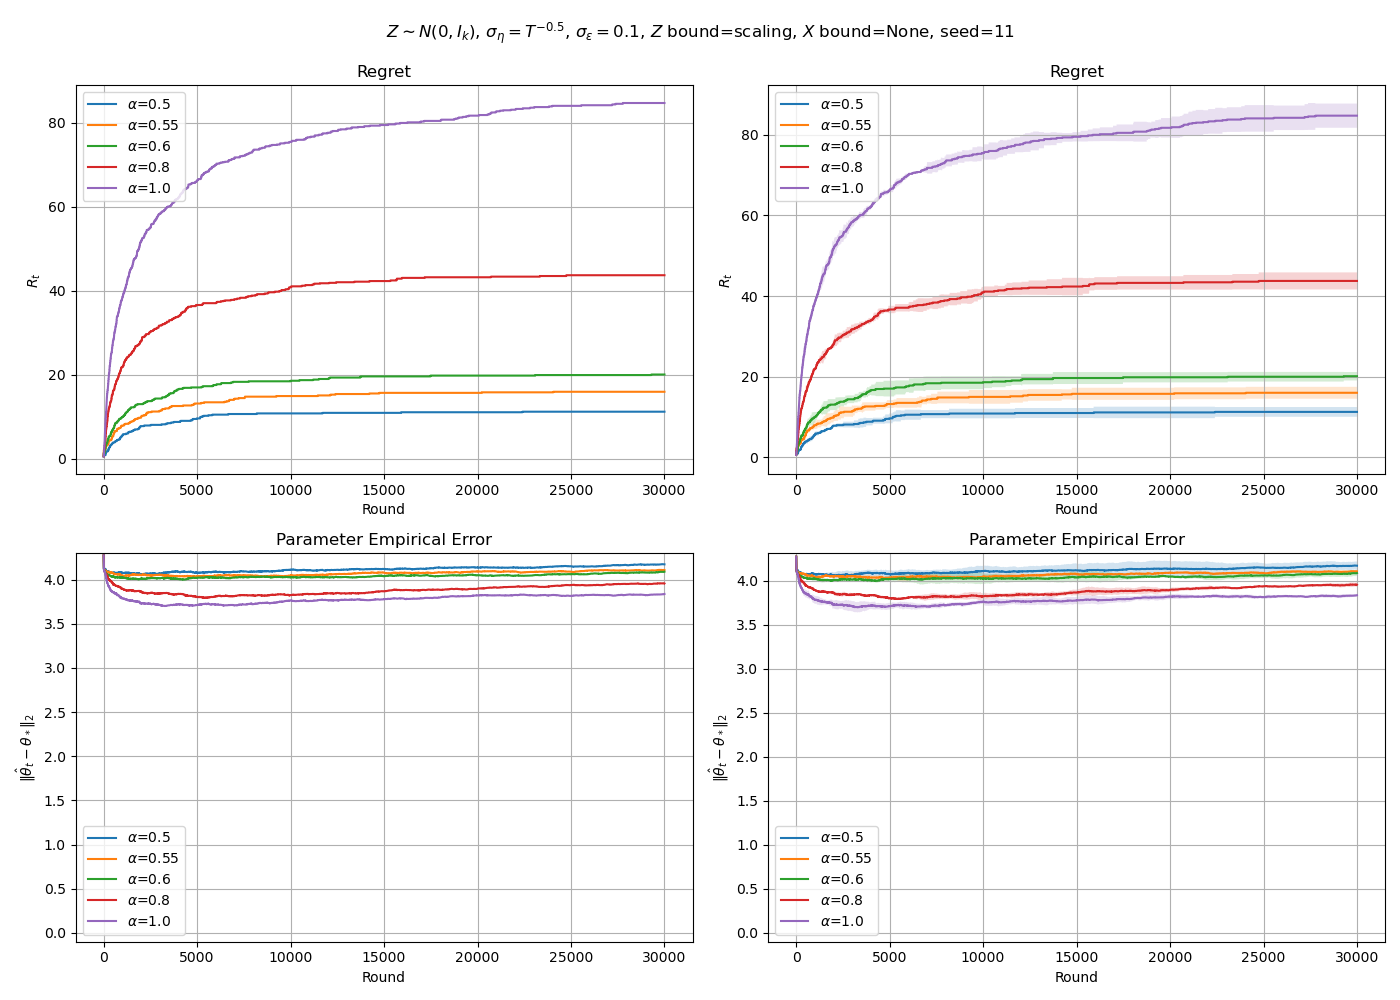 Z ~ N(0, I_k), σ_η = T^{-0.5}, σ_ε = 0.1, Z bound=scaling, X bound=None, seed=11
Regret
α=0.5
α=0.55
α=0.6
α=0.8
α=1.0
R_t
80
60
40
20
0
0 5000 10000 15000 20000 25000 30000
Round
Regret
α=0.5
α=0.55
α=0.6
α=0.8
α=1.0
R_t
80
60
40
20
0
0 5000 10000 15000 20000 25000 30000
Round
Parameter Empirical Error
‖θ̂_t − θ_*‖_2
4.0
3.5
3.0
2.5
2.0
1.5
1.0
0.5
0.0
α=0.5
α=0.55
α=0.6
α=0.8
α=1.0
0 5000 10000 15000 20000 25000 30000
Round
Parameter Empirical Error
‖θ̂_t − θ_*‖_2
4.0
3.5
3.0
2.5
2.0
1.5
1.0
0.5
0.0
α=0.5
α=0.55
α=0.6
α=0.8
α=1.0
0 5000 10000 15000 20000 25000 30000
Round